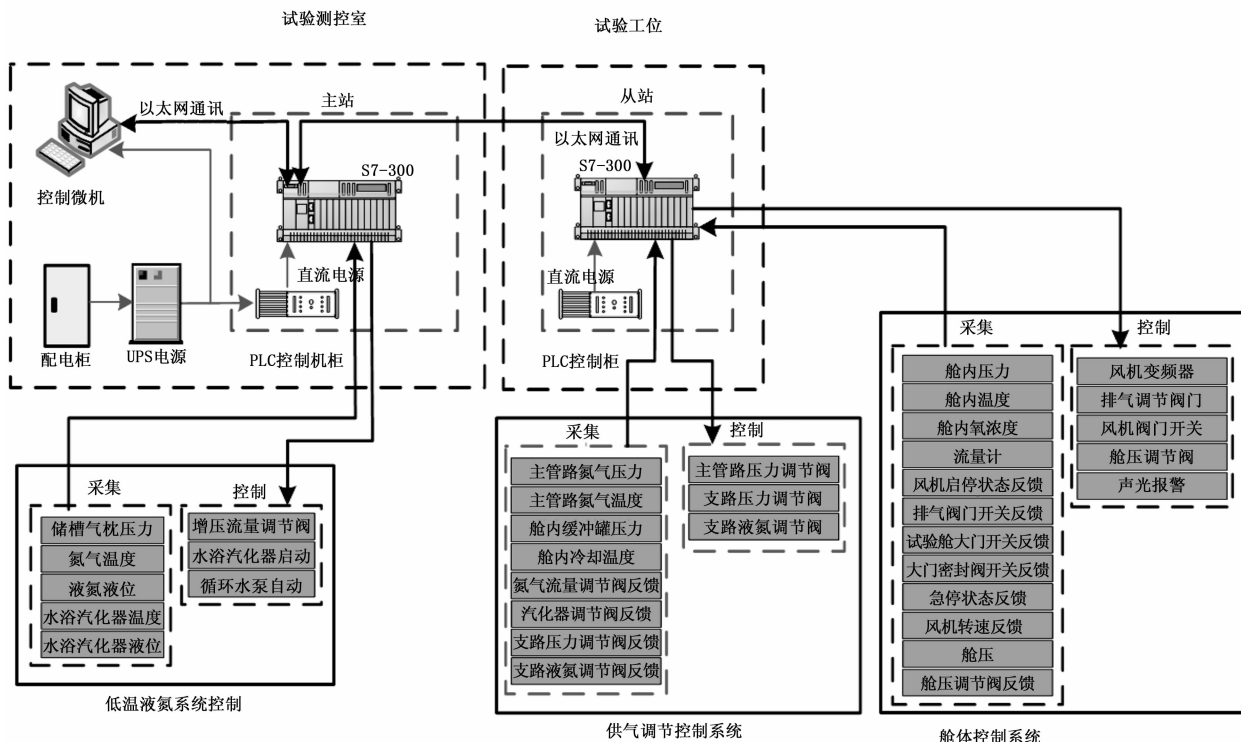 试验测控室
试验工位
主站
从站
以太网通讯
以太网通讯
S7-300
S7-300
控制微机
直流电源
直流电源
配电柜
UPS电源
PLC控制机柜
PLC控制柜
采集
控制
储槽气枕压力
氮气温度
液氮液位
水浴汽化器温度
水浴汽化器液位
增压流量调节阀
水浴汽化器启动
循环水泵自动
低温液氮系统控制
采集
控制
主管路氮气压力
主管路氮气温度
舱内缓冲罐压力
舱内冷却温度
氮气流量调节阀反馈
汽化器调节阀反馈
支路压力调节阀反馈
支路液氮调节阀反馈
主管路压力调节阀
支路压力调节阀
支路液氮调节阀
供气调节控制系统
采集
控制
舱内压力
舱内温度
舱内氧浓度
流量计
风机启停状态反馈
排气阀门开关反馈
试验舱大门开关反馈
大门密封阀开关反馈
急停状态反馈
风机转速反馈
舱压
舱压调节阀反馈
风机变频器
排气调节阀门
风机阀门开关
舱压调节阀
声光报警
舱体控制系统